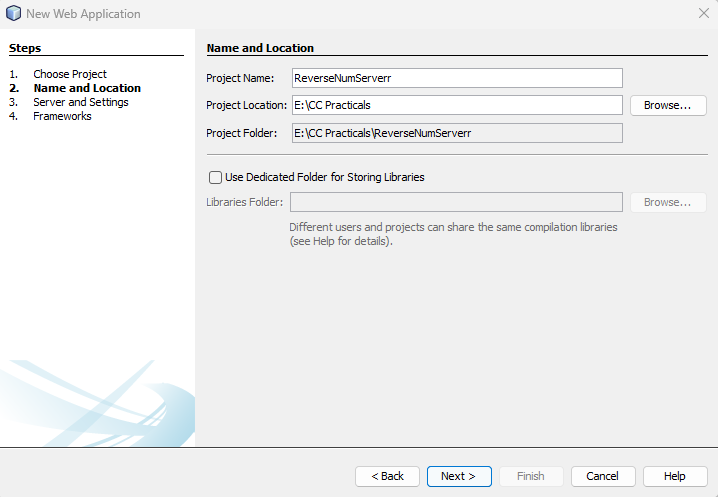 New Web Application
Steps
1. Choose Project
2. Name and Location
3. Server and Settings
4. Frameworks
Name and Location
Project Name: ReverseNumServerr
Project Location: E:\CC Practicals Browse...
Project Folder: E:\CC Practicals\ReverseNumServerr
Use Dedicated Folder for Storing Libraries
Libraries Folder: Browse...
Different users and projects can share the same compilation libraries
(see Help for details).
< Back Next > Finish Cancel Help